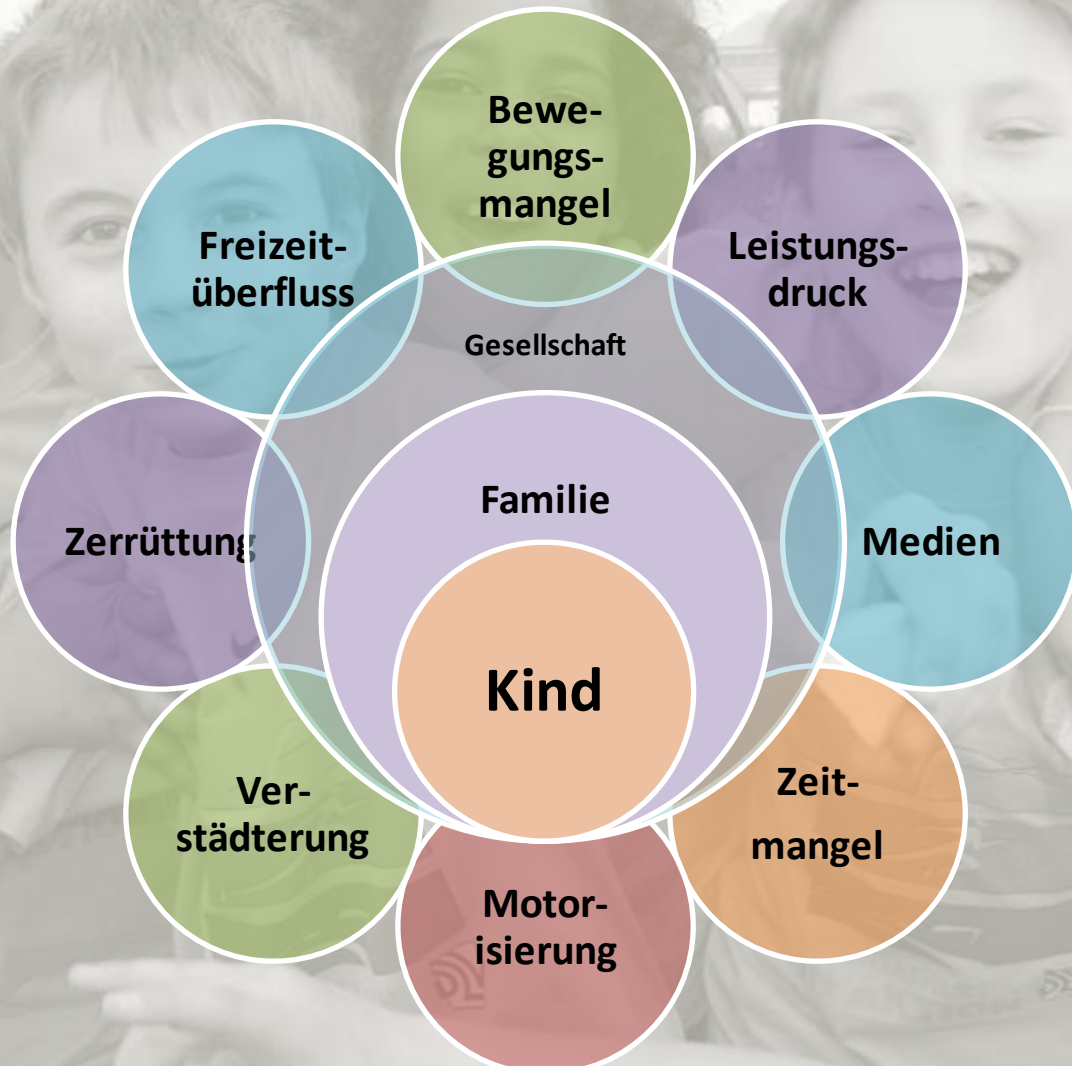 Bewe-
gungs-
mangel
Freizeit-
überfluss
Leistungs-
druck
Gesellschaft
Familie
Zerrüttung
Medien
Kind
Ver-
städterung
Zeit-
mangel
Motor-
isierung